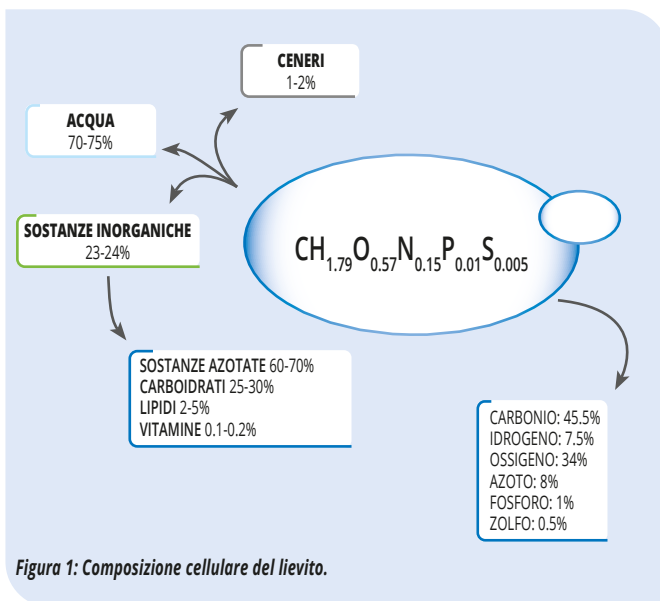 CENERI
1-2%
ACQUA
70-75%
SOSTANZE INORGANICHE
23-24%
CH1.79O0.57N0.15P0.01S0.005
SOSTANZE AZOTATE 60-70%
CARBOIDRATI 25-30%
LIPIDI 2-5%
VITAMINE 0.1-0.2%
CARBONIO: 45.5%
IDROGENO: 7.5%
OSSIGENO: 34%
AZOTO: 8%
FOSFORO: 1%
ZOLFO: 0.5%
Figura 1: Composizione cellulare del lievito.